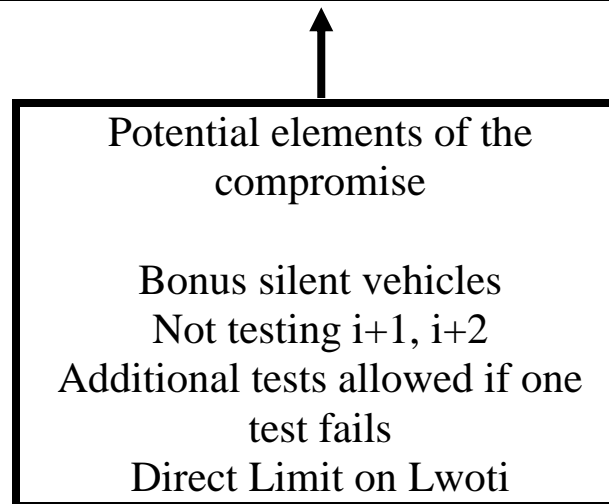 Potential elements of the
compromise
Bonus silent vehicles
Not testing i+1, i+2
Additional tests allowed if one
test fails
Direct Limit on Lwoti